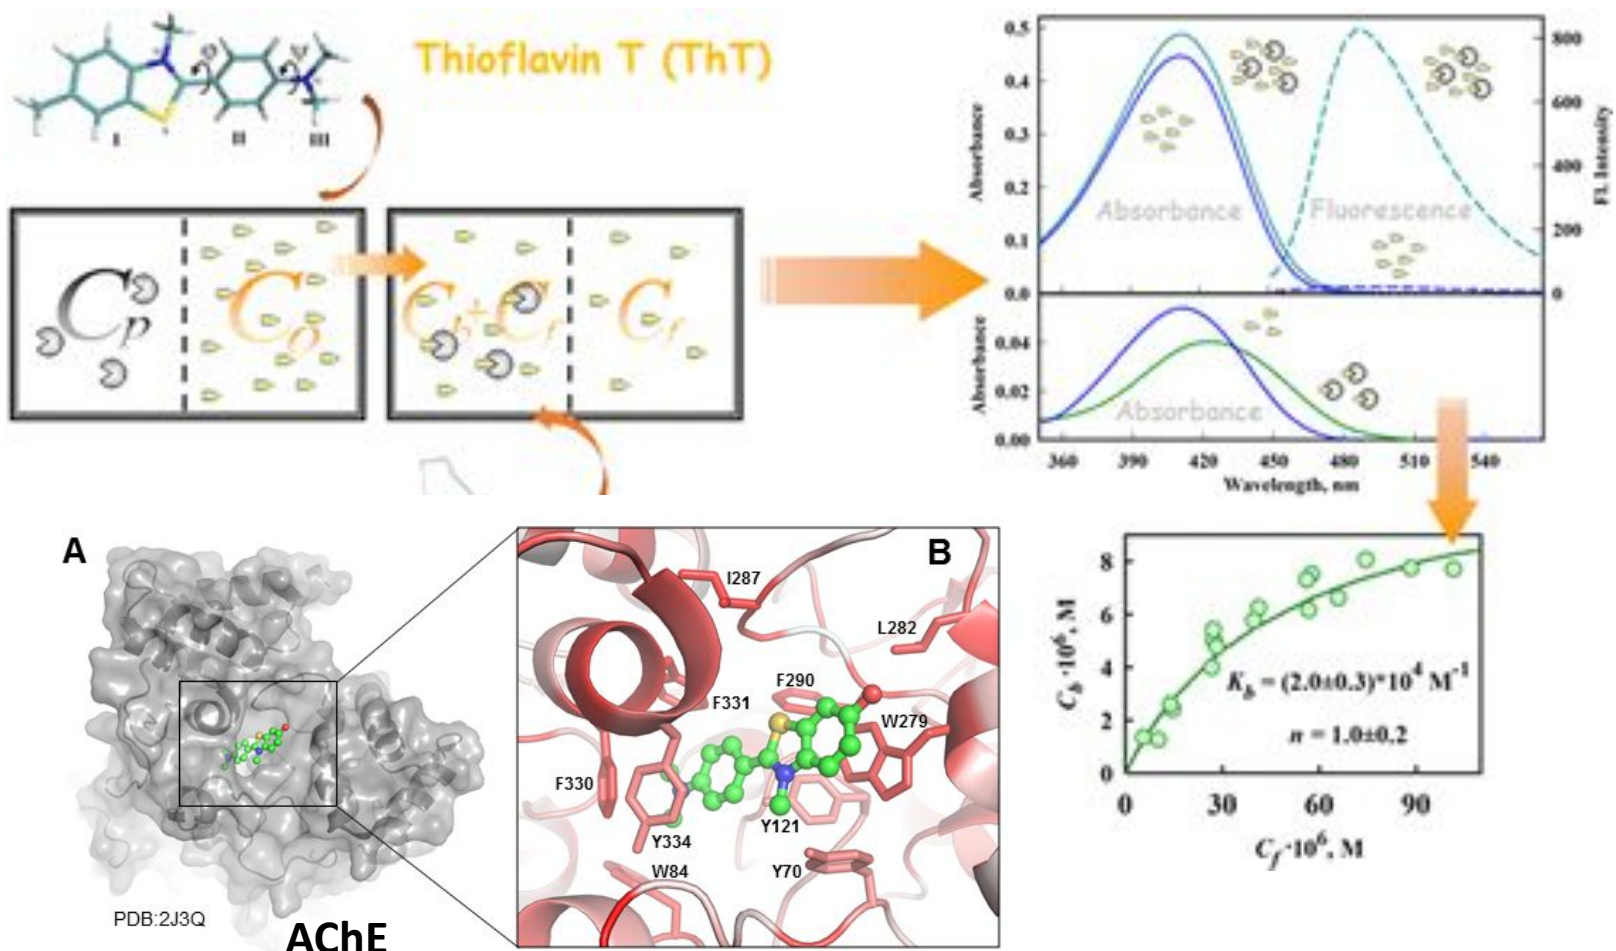 Thioflavin T (ThT)
I II III
Cp
C0
Cb + Cf
Cf
0.5
0.4
0.3
0.2
0.1
0.0
Absorbance
Absorbance
Fluorescence
800
600
400
200
0
FL Intensity
0.04
0.02
0.00
Absorbance
Absorbance
360 390 420 450 480 510 540
Wavelength, nm
A
PDB:2J3Q
AChE
B
I287
L282
F331
F290
W279
F330
Y334
Y121
W84
Y70
8
6
4
2
0
Cb ·10⁶, M
Kb = (2.0±0.3)*10⁴ M⁻¹
n = 1.0±0.2
0 30 60 90
Cf ·10⁶, M